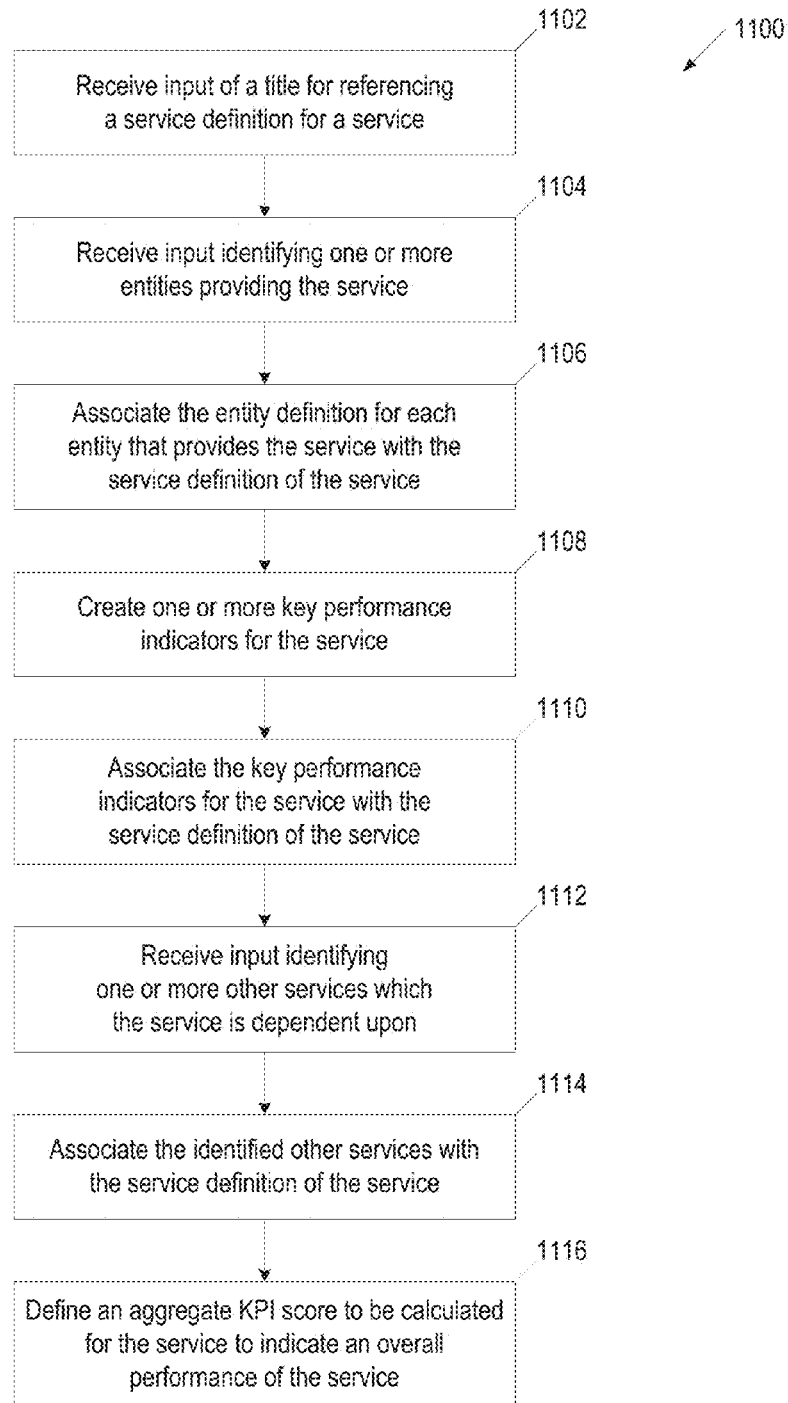 1102
1100
Receive input of a title for referencing
a service definition for a service
1104
Receive input identifying one or more
entities providing the service
1106
Associate the entity definition for each
entity that provides the service with the
service definition of the service
1108
Create one or more key performance
indicators for the service
1110
Associate the key performance
indicators for the service with the
service definition of the service
1112
Receive input identifying
one or more other services which
the service is dependent upon
1114
Associate the identified other services with
the service definition of the service
1116
Define an aggregate KPI score to be calculated
for the service to indicate an overall
performance of the service